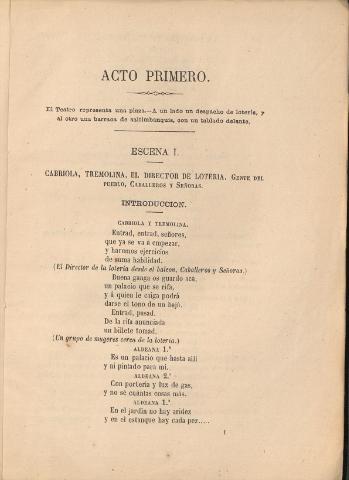 ACTO PRIMERO.
El Teatro representa una plaza.—A un lado un despacho de lotería, y
al otro una barraca de saltimbanquis, con un tablado delante.
ESCENA I.
CABRIOLA, TREMOLINA, EL DIRECTOR DE LOTERIA. GENTE DEL
PUEBLO, CABALLEROS Y SEÑORAS.
INTRODUCCION.
CABRIOLA Y TREMOLINA.
Entrad, entrad, señores,
que ya se va á empezar,
y haremos ejercicios
de suma habilidad.
(El Director de la lotería desde el balcon. Caballeros y Señoras.)
Buena ganga os guardo acá,
un palacio que se rifa,
y á quien le caiga podrá
darse el tono de un bajá.
Entrad, pasad.
De la rifa anunciada
un billete tomad.
(Un grupo de mugeres cerca de la lotería.)
ALDEANA 1.ª
Es un palacio que hasta allí
y ni pintado para mí.
ALDEANA 2.ª
Con portería y luz de gas,
y no sé cuántas cosas más.
ALDEANA 1.ª
En el jardin no hay aridez
y en el estanque hay cada pez.....
1